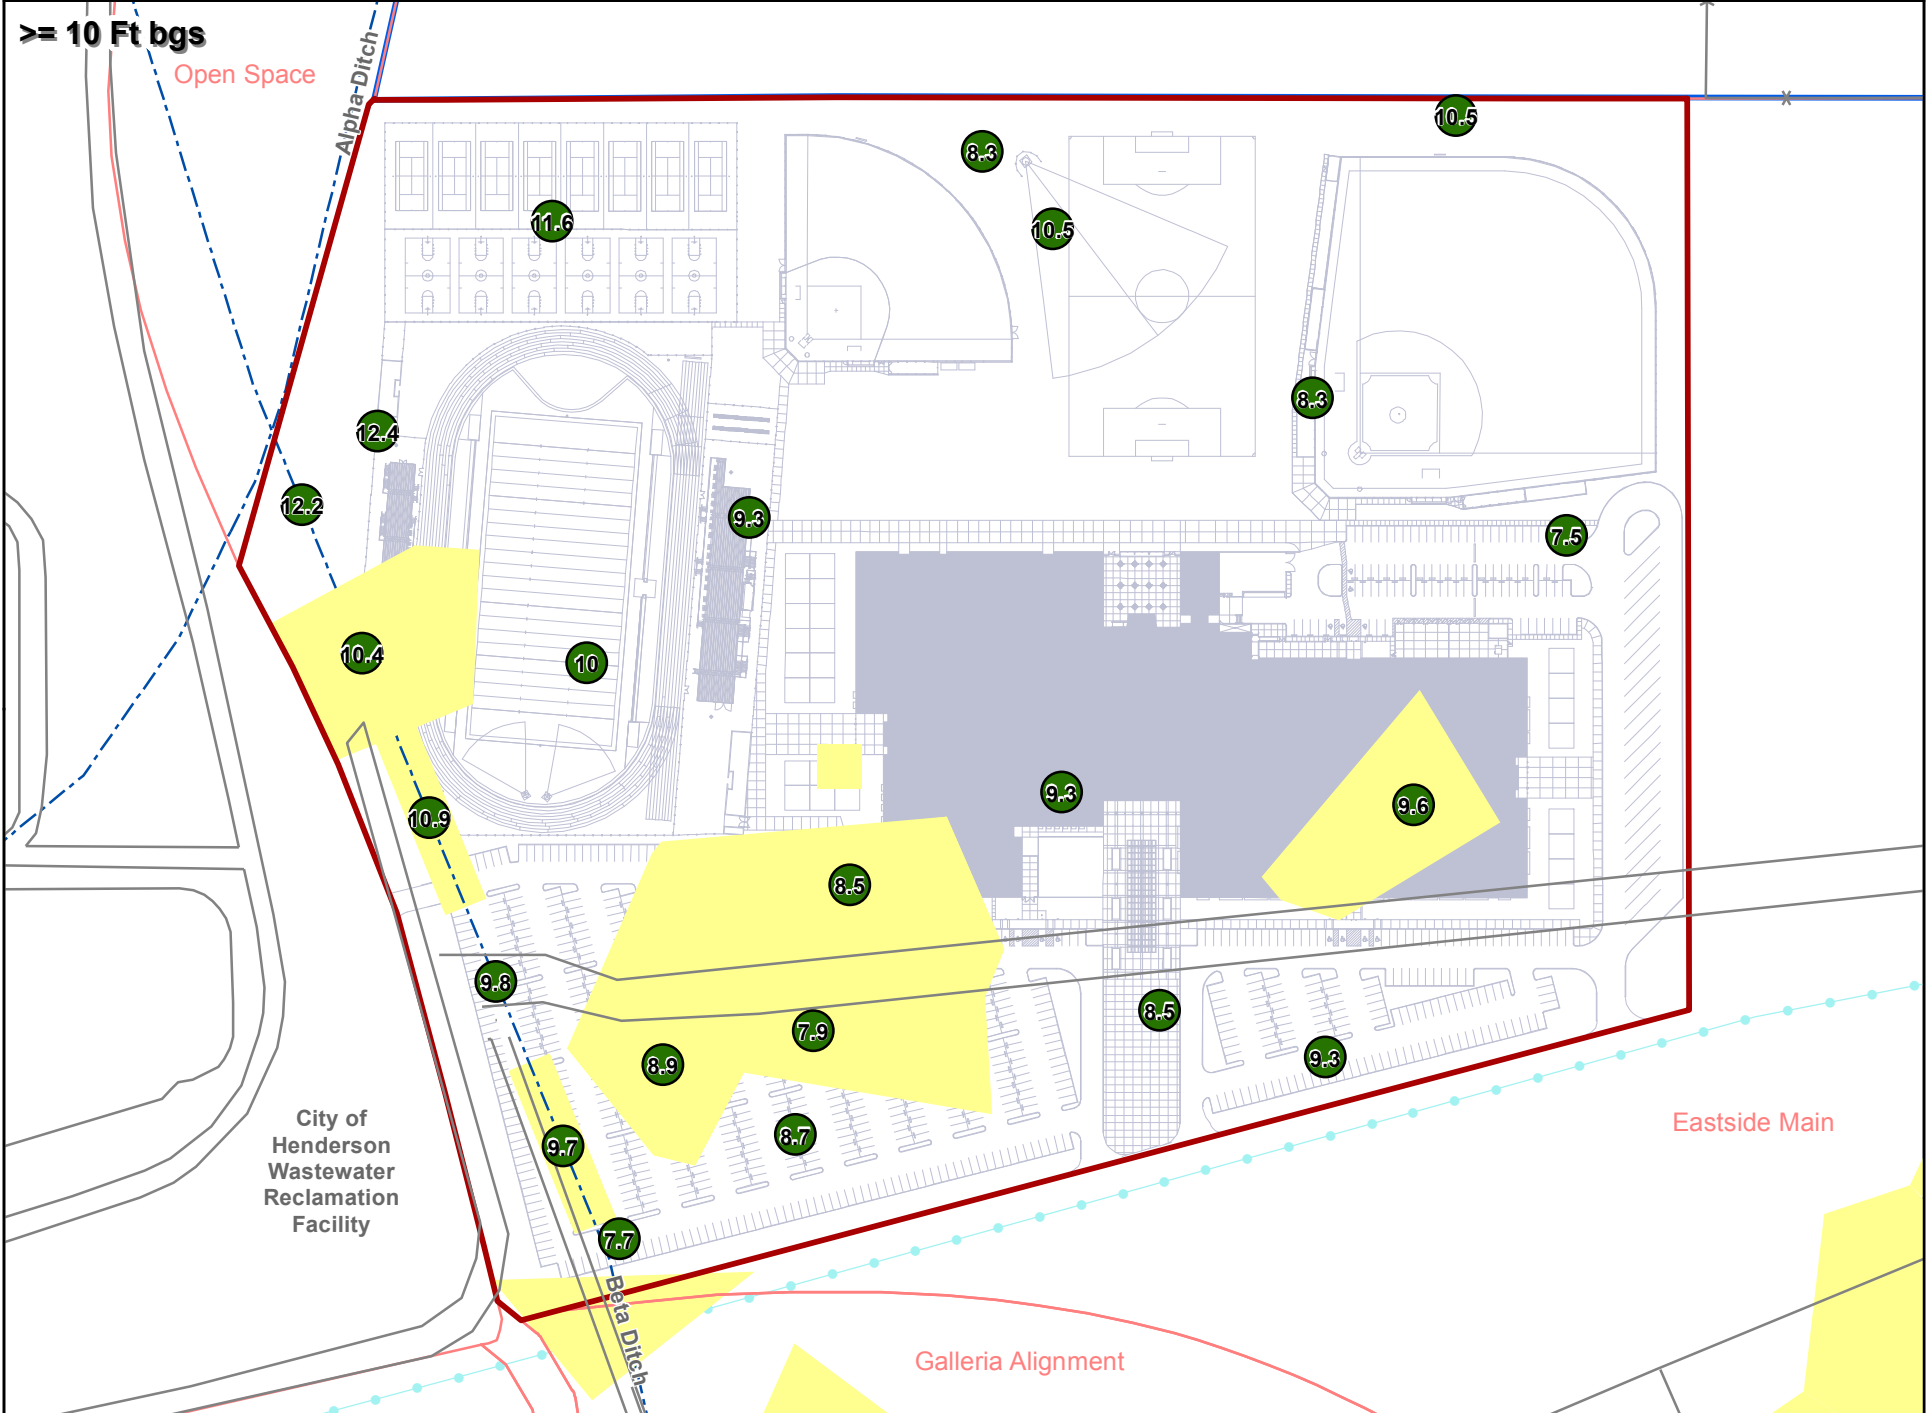 >= 10 Ft bgs
Open Space
Alpha Ditch
10.5
8.3
11.6
10.5
8.3
12.4
12.2
9.3
7.5
10.4
10
9.3
9.6
10.9
8.5
9.8
8.5
7.9
9.3
8.9
City of
Henderson
Wastewater
Reclamation
Facility
Eastside Main
8.7
9.7
7.7
Beta Ditch
Galleria Alignment